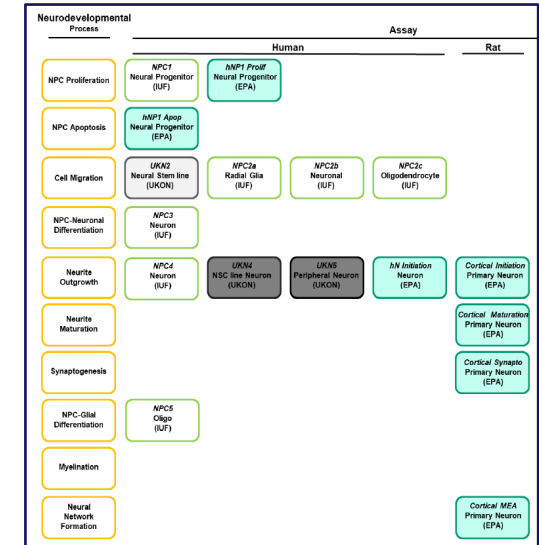 Neurodevelopmental
Process
Assay
Human
Rat
NPC Proliferation
NPC1
Neural Progenitor
(IUF)
hNP1 Prolif
Neural Progenitor
(EPA)
NPC Apoptosis
hNP1 Apop
Neural Progenitor
(EPA)
Cell Migration
UKN2
Neural Stem line
(UKON)
NPC2a
Radial Glia
(IUF)
NPC2b
Neuronal
(IUF)
NPC2c
Oligodendrocyte
(IUF)
NPC-Neuronal
Differentiation
NPC3
Neuron
(IUF)
Neurite
Outgrowth
NPC4
Neuron
(IUF)
UKN4
NSC line Neuron
(UKON)
UKN5
Peripheral Neuron
(UKON)
hN Initiation
Neuron
(EPA)
Cortical Initiation
Primary Neuron
(EPA)
Neurite
Maturation
Cortical Maturation
Primary Neuron
(EPA)
Synaptogenesis
Cortical Synapto
Primary Neuron
(EPA)
NPC-Glial
Differentiation
NPC5
Oligo
(IUF)
Myelination
Neural
Network
Formation
Cortical MEA
Primary Neuron
(EPA)